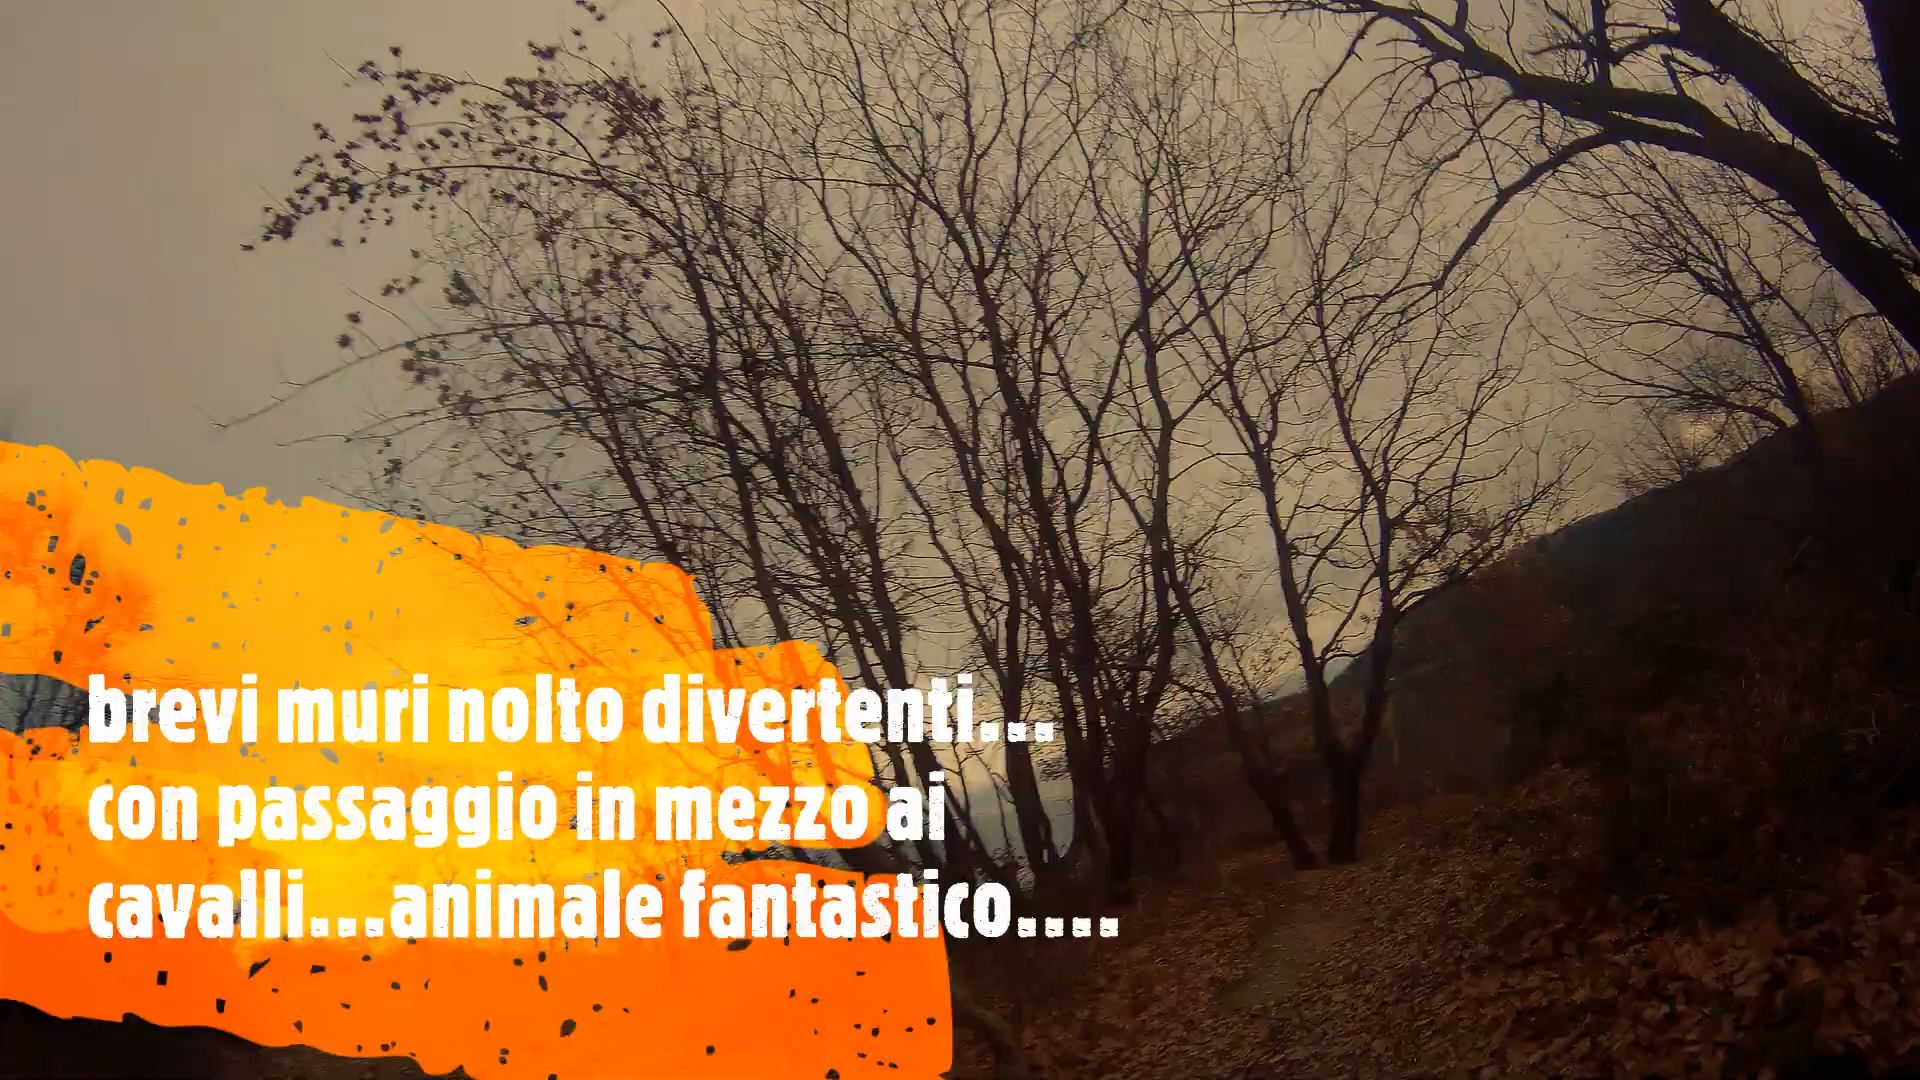 brevi muri nolto divertenti...
con passaggio in mezzo ai
cavalli...animale fantastico....